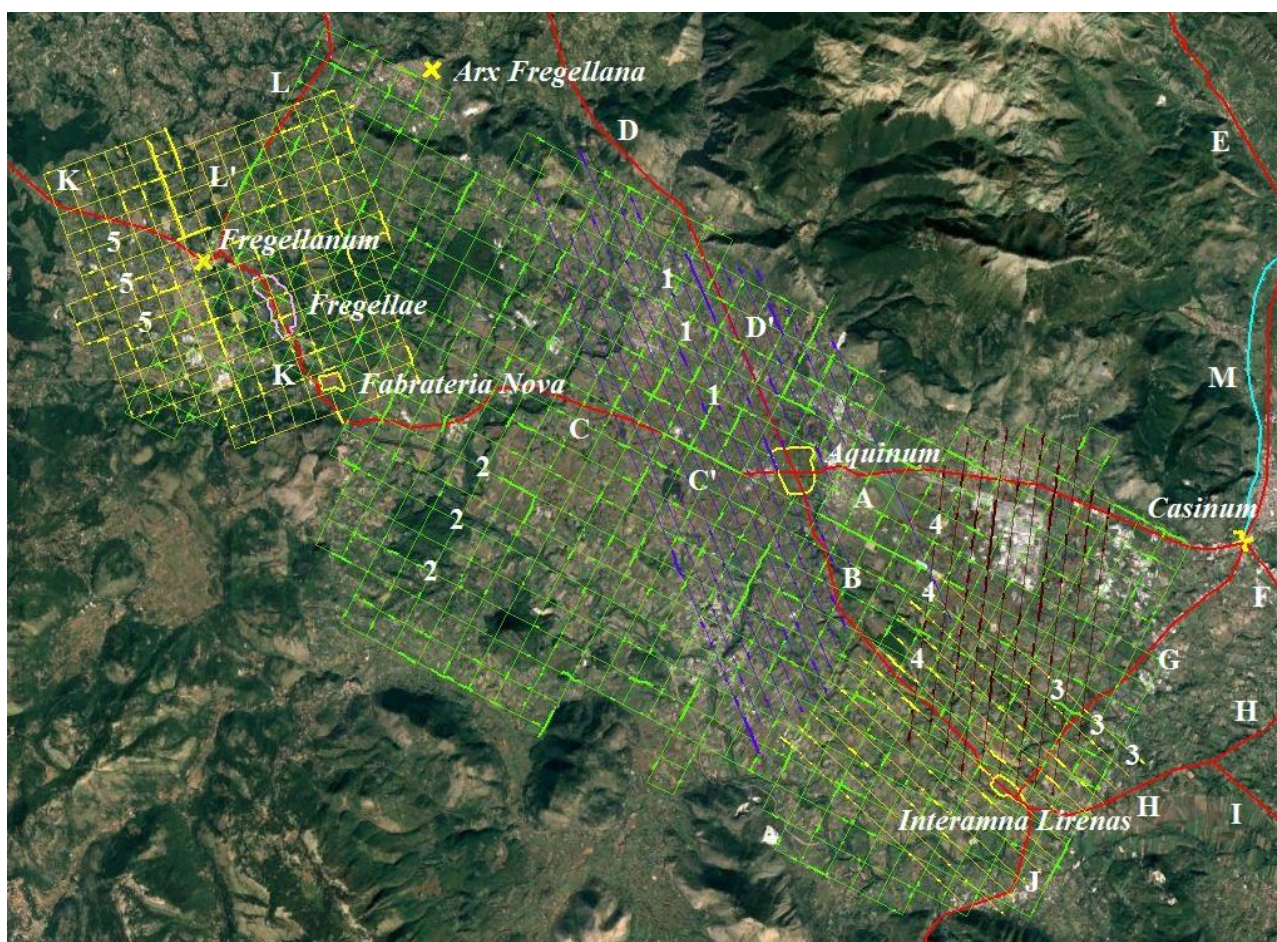 L
Arx Fregellana
D
E
K
L'
5
Fregellanum
1
5
Fregellae
5
1
D'
K
Fabrateria Nova
1
M
C
2
Aquinum
C'
A
Casinum
2
4
2
B
4
F
4
G
3
3
H
3
Interamna Lirenas
H
I
J